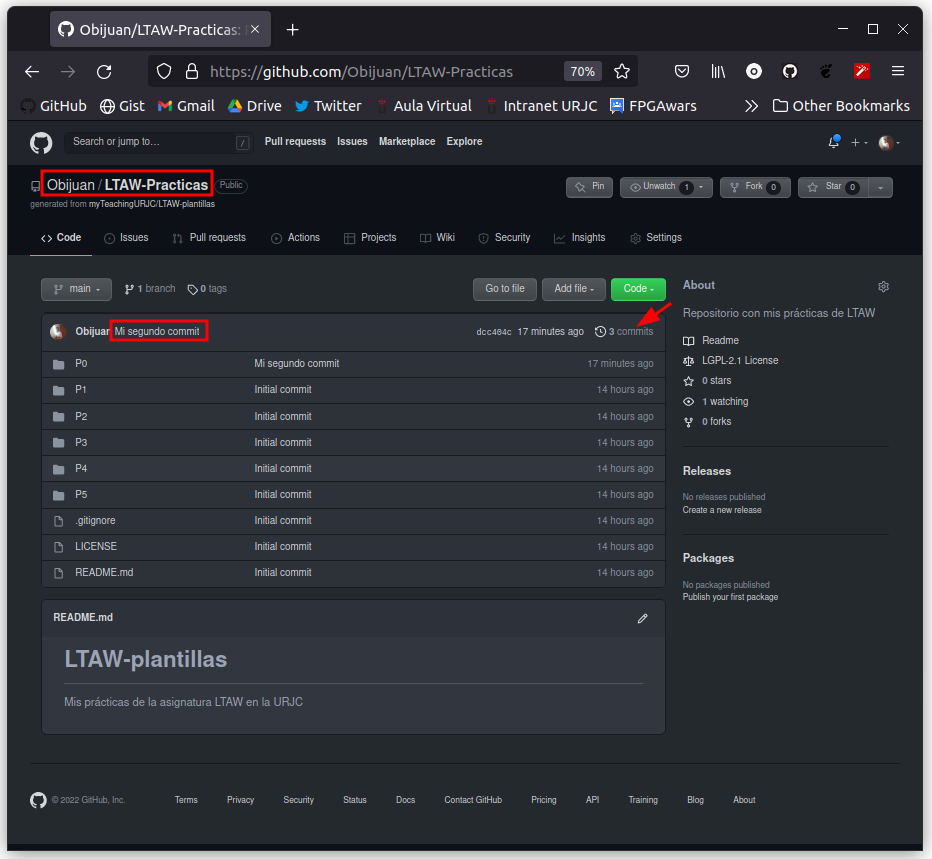 Obijuan/LTAW-Practicas:
https://github.com/Obijuan/LTAW-Practicas 70%
GitHub Gist Gmail Drive Twitter Aula Virtual Intranet URJC FPGAwars Other Bookmarks
Search or jump to... / Pull requests Issues Marketplace Explore
Obijuan / LTAW-Practicas Public Pin Unwatch 1 Fork 0 Star 0
generated from myTeachingURJC/LTAW-plantillas
Code Issues Pull requests Actions Projects Wiki Security Insights Settings
main 1 branch 0 tags Go to file Add file Code
About
Repositorio con mis prácticas de LTAW
Readme
LGPL-2.1 License
0 stars
1 watching
0 forks
Releases
No releases published
Create a new release
Packages
No packages published
Publish your first package
Obijuan Mi segundo commit dcc404c 17 minutes ago 3 commits
P0 Mi segundo commit 17 minutes ago
P1 Initial commit 14 hours ago
P2 Initial commit 14 hours ago
P3 Initial commit 14 hours ago
P4 Initial commit 14 hours ago
P5 Initial commit 14 hours ago
.gitignore Initial commit 14 hours ago
LICENSE Initial commit 14 hours ago
README.md Initial commit 14 hours ago
README.md
LTAW-plantillas
Mis prácticas de la asignatura LTAW en la URJC
© 2022 GitHub, Inc. Terms Privacy Security Status Docs Contact GitHub Pricing API Training Blog About